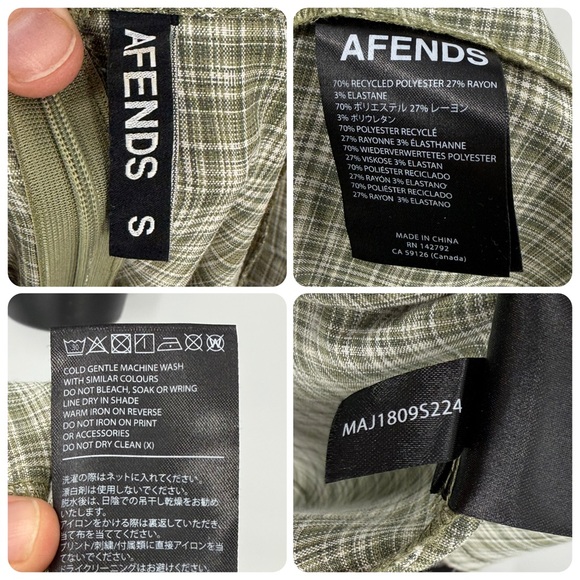 AFENDS S
AFENDS
70% RECYCLED POLYESTER 27% RAYON
3% ELASTANE
70% ポリエステル 27% レーヨン
3% ポリウレタン
70% POLYESTER RECYCLÉ
27% RAYONNE 3% ÉLASTHANNE
70% WIEDERVERWERTETES POLYESTER
27% VISKOSE 3% ELASTAN
70% POLIÉSTER RECICLADO
27% RAYÓN 3% ELASTANO
70% POLIÉSTER RECICLADO
27% RAYON 3% ELASTANO
MADE IN CHINA
RN 142792
CA 59126 (Canada)
30
W
COLD GENTLE MACHINE WASH
WITH SIMILAR COLOURS
DO NOT BLEACH, SOAK OR WRING
LINE DRY IN SHADE
WARM IRON ON REVERSE
DO NOT IRON ON PRINT
OR ACCESSORIES
DO NOT DRY CLEAN (X)
洗濯の際はネットに入れてください。
漂白剤は使用しないでください。
脱水後は、日陰での吊干し乾燥をお勧め
いたします。
アイロンをかける際は裏返していただき、
当て布を当ててください。
プリント/刺繍/付属類に直接アイロンを当
てないでください。
ドライクリーニングはお避けください。
MAJ1809S224